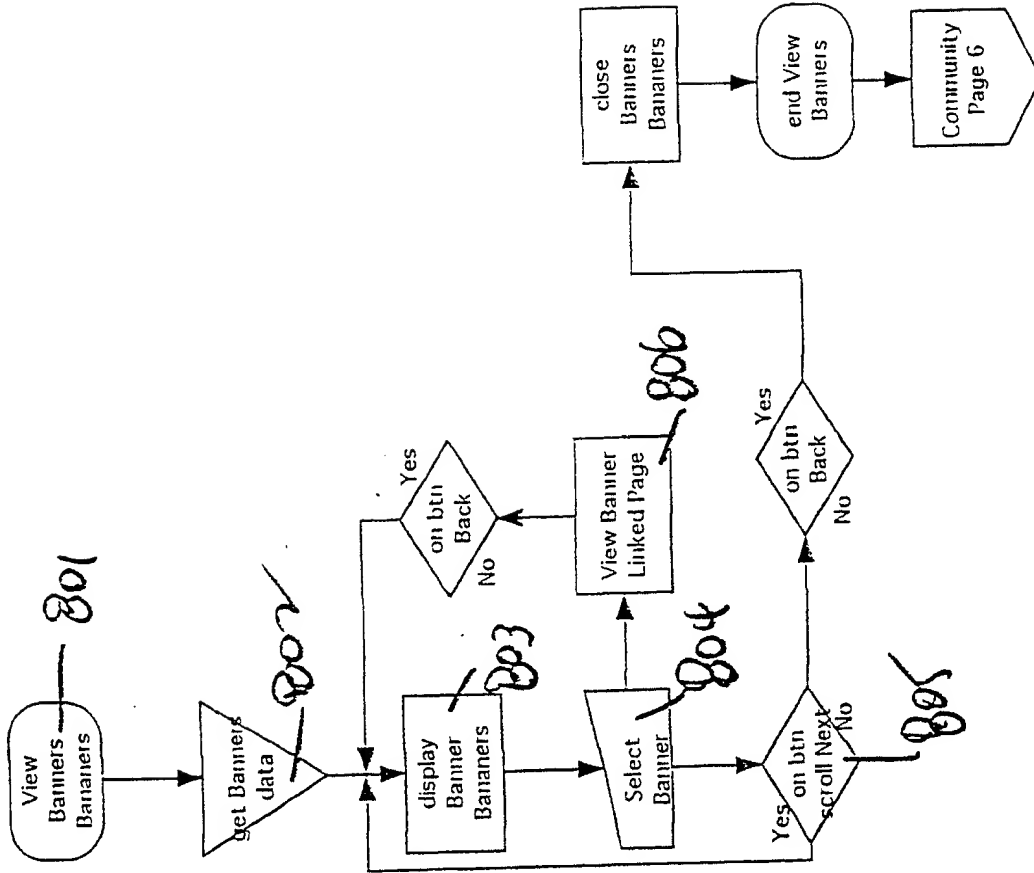 View
Banners
Bananers
801
get Banners
data
802
display
Banner
Bananers
803
Select
Banner
804
Yes
on btn
scroll Next
No
805
View Banner
Linked Page
806
on btn
Back
Yes
No
on btn
Back
Yes
No
close
Banners
Bananers
end View
Banners
Community
Page 6